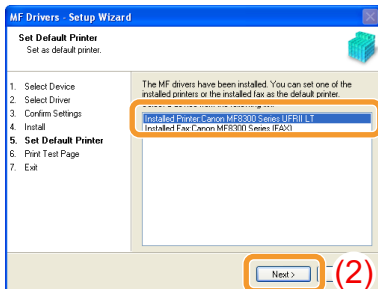 MF Drivers - Setup Wizard
Set Default Printer
Set as default printer.
1. Select Device
2. Select Driver
3. Confirm Settings
4. Install
5. Set Default Printer
6. Print Test Page
7. Exit
The MF drivers have been installed. You can set one of the
installed printers or the installed fax as the default printer.
Installed Printer:Canon MF8300 Series UFRII LT
Installed Fax:Canon MF8300 Series (FAX)
Next >
(2)